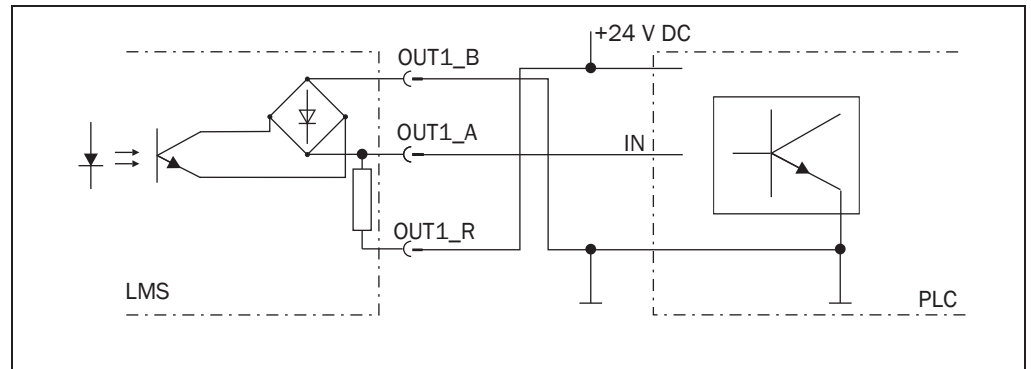 +24 V DC
OUT1_B
OUT1_A
IN
OUT1_R
LMS
PLC